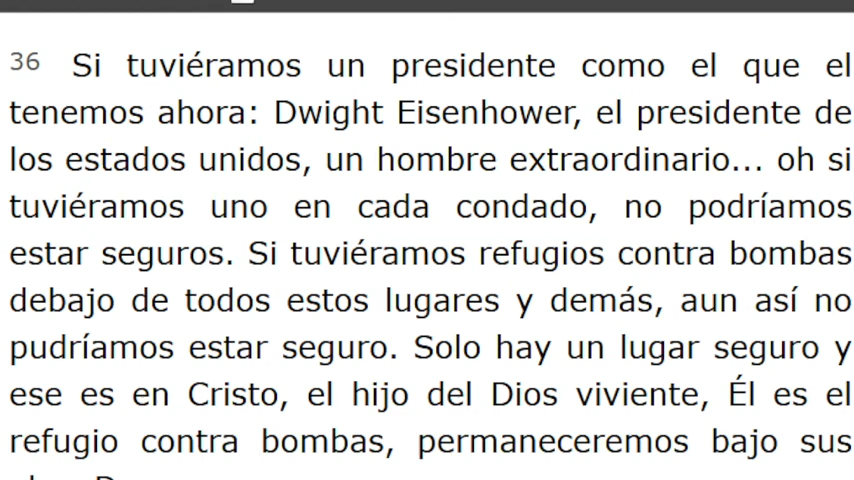 36 Si tuviéramos un presidente como el que el
tenemos ahora: Dwight Eisenhower, el presidente de
los estados unidos, un hombre extraordinario... oh si
tuviéramos uno en cada condado, no podríamos
estar seguros. Si tuviéramos refugios contra bombas
debajo de todos estos lugares y demás, aun así no
pudríamos estar seguro. Solo hay un lugar seguro y
ese es en Cristo, el hijo del Dios viviente, Él es el
refugio contra bombas, permaneceremos bajo sus